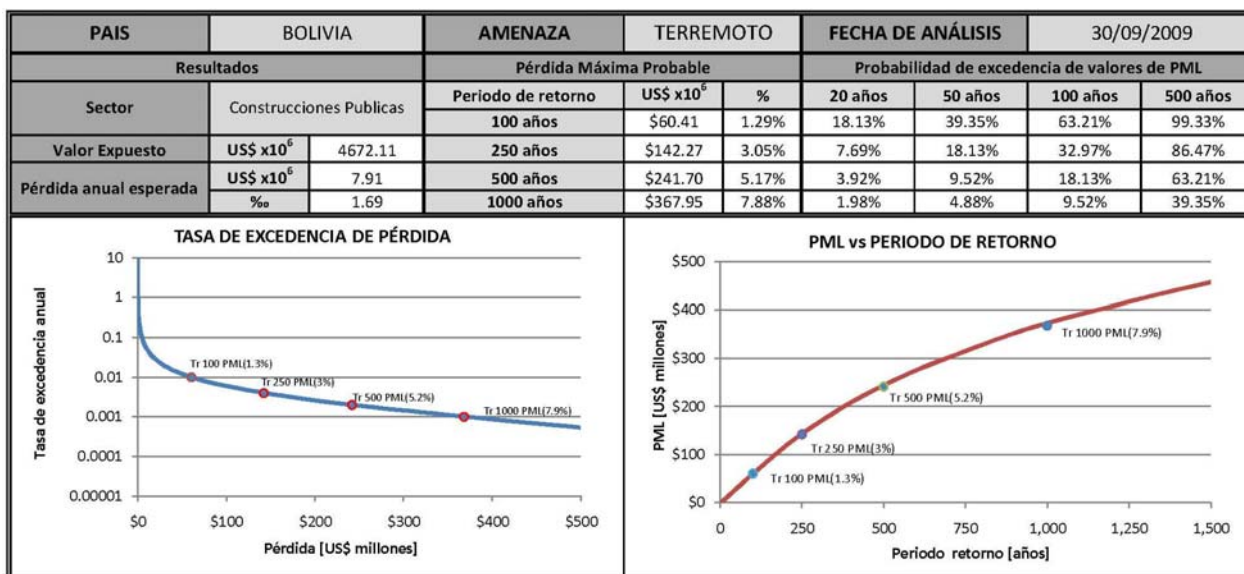 PAIS BOLIVIA AMENAZA TERREMOTO FECHA DE ANÁLISIS 30/09/2009
Resultados Pérdida Máxima Probable Probabilidad de excedencia de valores de PML
Sector Construcciones Publicas Periodo de retorno US$ x10⁶ % 20 años 50 años 100 años 500 años
100 años $60.41 1.29% 18.13% 39.35% 63.21% 99.33%
Valor Expuesto US$ x10⁶ 4672.11 250 años $142.27 3.05% 7.69% 18.13% 32.97% 86.47%
Pérdida anual esperada US$ x10⁶ 7.91 500 años $241.70 5.17% 3.92% 9.52% 18.13% 63.21%
‰ 1.69 1000 años $367.95 7.88% 1.98% 4.88% 9.52% 39.35%
TASA DE EXCEDENCIA DE PÉRDIDA
Tasa de excedencia anual
10
1
0.1
0.01
0.001
0.0001
0.00001
Tr 100 PML(1.3%)
Tr 250 PML(3%)
Tr 500 PML(5.2%)
Tr 1000 PML(7.9%)
$0 $100 $200 $300 $400 $500
Pérdida [US$ millones]
PML vs PERIODO DE RETORNO
PML [US$ millones]
$500
$400
$300
$200
$100
$0
Tr 1000 PML(7.9%)
Tr 500 PML(5.2%)
Tr 250 PML(3%)
Tr 100 PML(1.3%)
0 250 500 750 1,000 1,250 1,500
Periodo retorno [años]